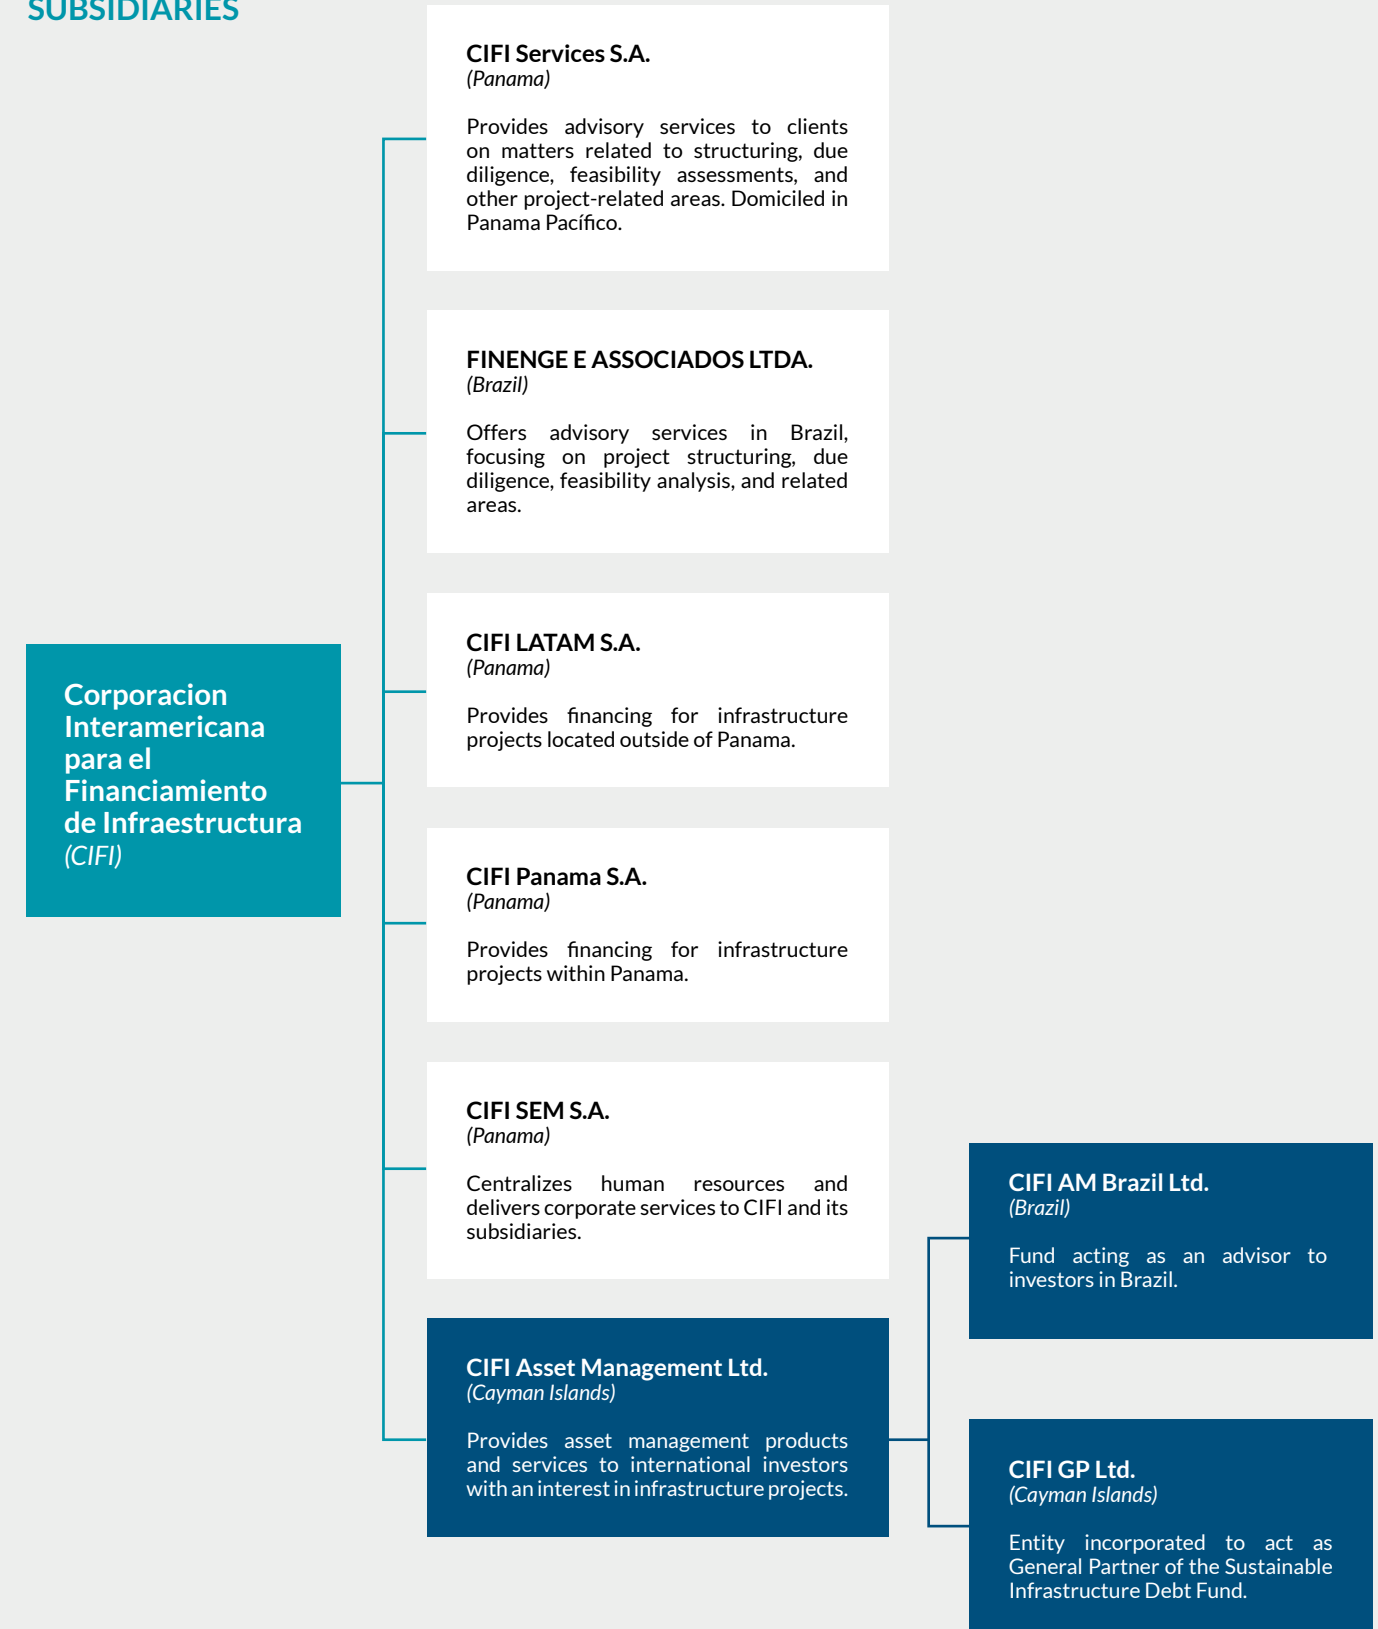 SUBSIDIARIES
CIFI Services S.A.
(Panama)
Provides advisory services to clients
on matters related to structuring, due
diligence, feasibility assessments, and
other project-related areas. Domiciled in
Panama Pacífico.
FINENGE E ASSOCIADOS LTDA.
(Brazil)
Offers advisory services in Brazil,
focusing on project structuring, due
diligence, feasibility analysis, and related
areas.
CIFI LATAM S.A.
(Panama)
Provides financing for infrastructure
projects located outside of Panama.
Corporacion
Interamericana
para el
Financiamiento
de Infraestructura
(CIFI)
CIFI Panama S.A.
(Panama)
Provides financing for infrastructure
projects within Panama.
CIFI SEM S.A.
(Panama)
Centralizes human resources and
delivers corporate services to CIFI and its
subsidiaries.
CIFI Asset Management Ltd.
(Cayman Islands)
Provides asset management products
and services to international investors
with an interest in infrastructure projects.
CIFI AM Brazil Ltd.
(Brazil)
Fund acting as an advisor to
investors in Brazil.
CIFI GP Ltd.
(Cayman Islands)
Entity incorporated to act as
General Partner of the Sustainable
Infrastructure Debt Fund.